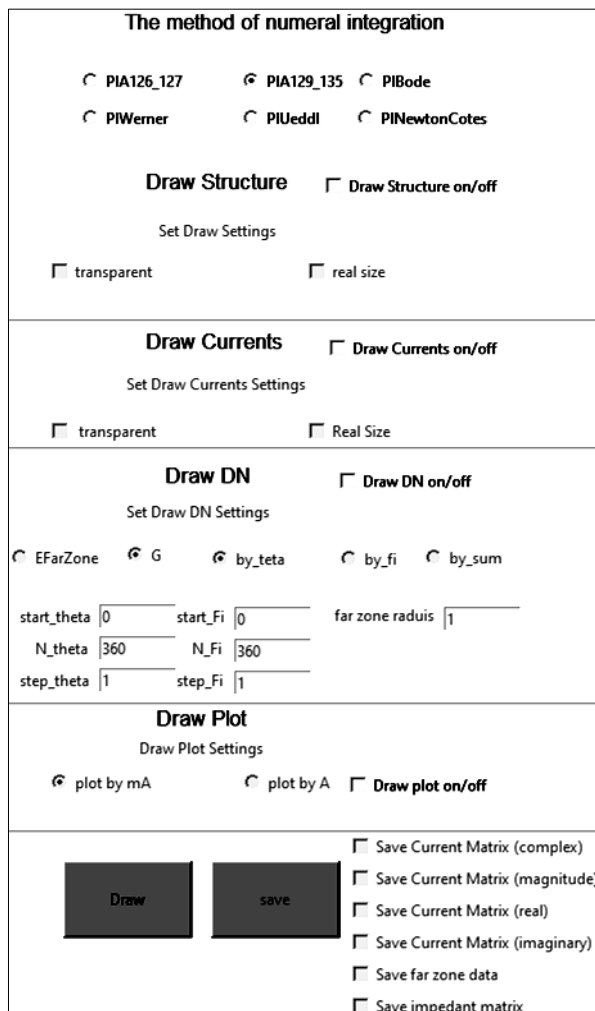 The method of numeral integration
PIA126_127 PIA129_135 PIBode
PIWerner PIUeddl PINewtonCotes
Draw Structure Draw Structure on/off
Set Draw Settings
transparent real size
Draw Currents Draw Currents on/off
Set Draw Currents Settings
transparent Real Size
Draw DN Draw DN on/off
Set Draw DN Settings
EFarZone G by_teta by_fi by_sum
start_theta 0 start_Fi 0 far zone raduis 1
N_theta 360 N_Fi 360
step_theta 1 step_Fi 1
Draw Plot
Draw Plot Settings
plot by mA plot by A Draw plot on/off
Save Current Matrix (complex)
Draw save Save Current Matrix (magnitude)
Save Current Matrix (real)
Save Current Matrix (imaginary)
Save far zone data
Save impedant matrix